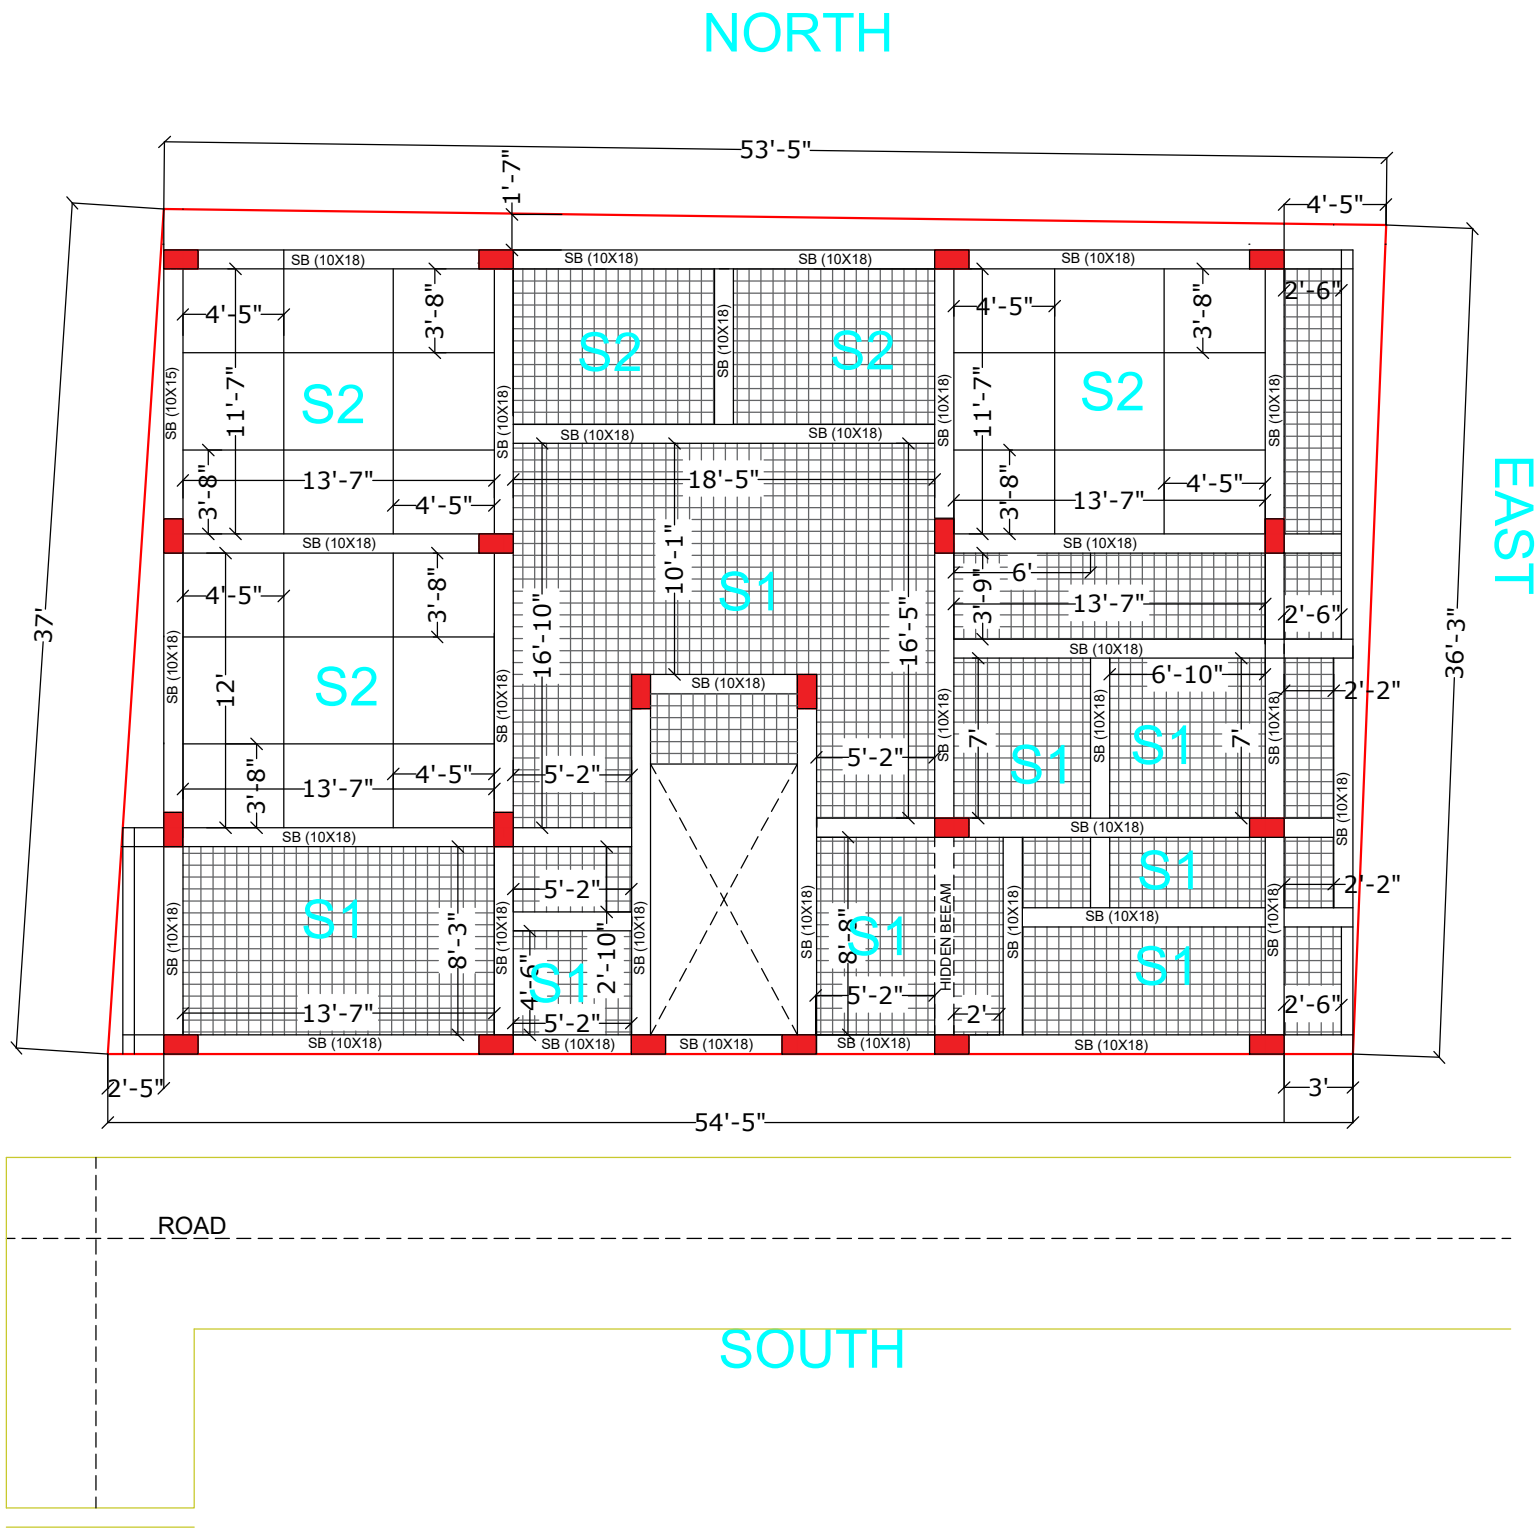 NORTH
53'-5"
1'-7"
4'-5"
SB (10X18)
SB (10X18)
SB (10X18)
SB (10X18)
4'-5"
3'-8"
4'-5"
3'-8"
2'-6"
SB (10X18)
S2
S2
SB (10X15)
11'-7"
S2
SB (10X18)
SB (10X18)
11'-7"
S2
SB (10X18)
SB (10X18)
SB (10X18)
3'-8"
13'-7"
4'-5"
18'-5"
3'-8"
13'-7"
4'-5"
EAST
SB (10X18)
10'-1"
SB (10X18)
4'-5"
3'-8"
S1
6'
3'-9"
13'-7"
2'-6"
37'
16'-10"
16'-5"
36'-3"
SB (10X18)
12'
S2
SB (10X18)
SB (10X18)
SB (10X18)
6'-10"
2'-2"
SB (10X18)
7'
S1
SB (10X18)
S1
7'
SB (10X18)
3'-8"
13'-7"
4'-5"
5'-2"
5'-2"
SB (10X18)
SB (10X18)
SB (10X18)
5'-2"
S1
2'-2"
SB (10X18)
S1
8'-3"
SB (10X18)
4'-6"
S1
2'-10"
SB (10X18)
SB (10X18)
8'-8"
S1
HIDDEN BEEAM
SB (10X18)
SB (10X18)
S1
SB (10X18)
13'-7"
5'-2"
5'-2"
2'
2'-6"
SB (10X18)
SB (10X18)
SB (10X18)
SB (10X18)
SB (10X18)
2'-5"
3'
54'-5"
ROAD
SOUTH